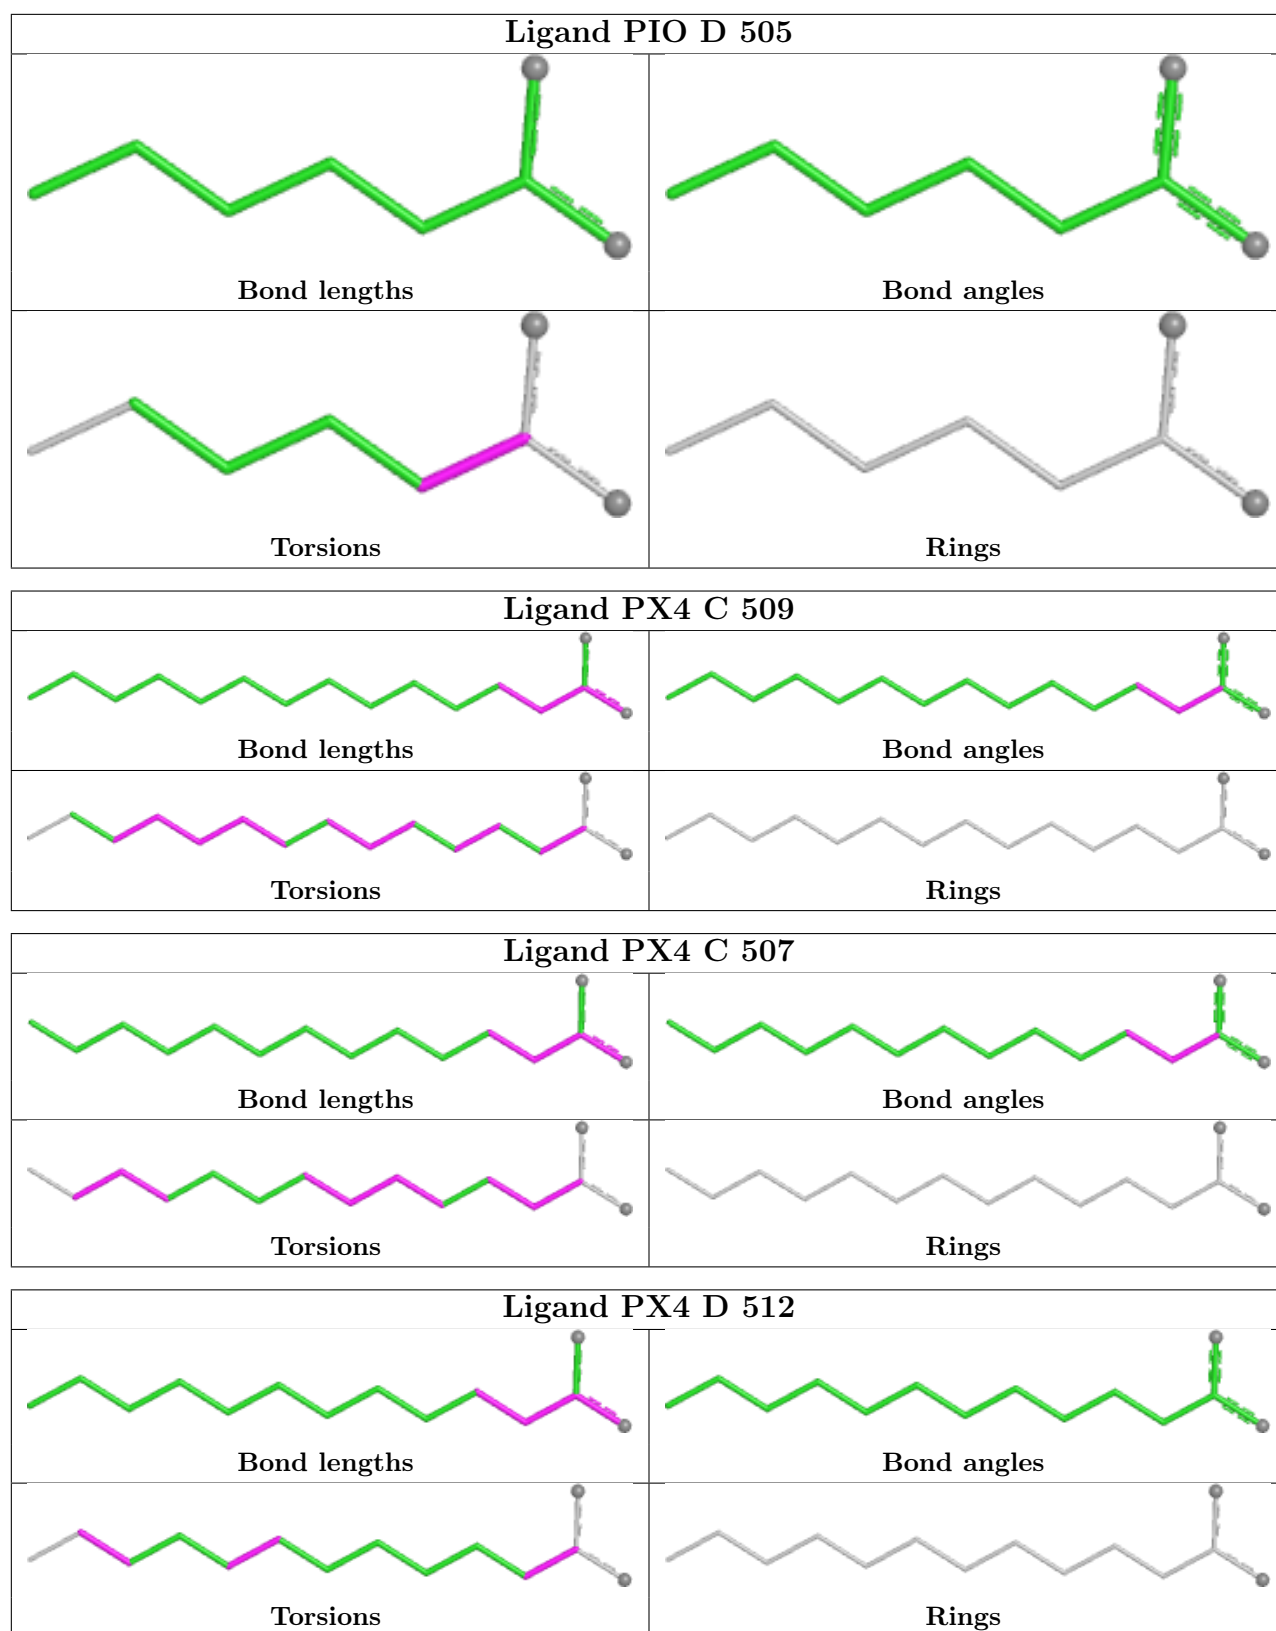 Ligand PIO D 505
Bond lengths
Bond angles
Torsions
Rings
Ligand PX4 C 509
Bond lengths
Bond angles
Torsions
Rings
Ligand PX4 C 507
Bond lengths
Bond angles
Torsions
Rings
Ligand PX4 D 512
Bond lengths
Bond angles
Torsions
Rings